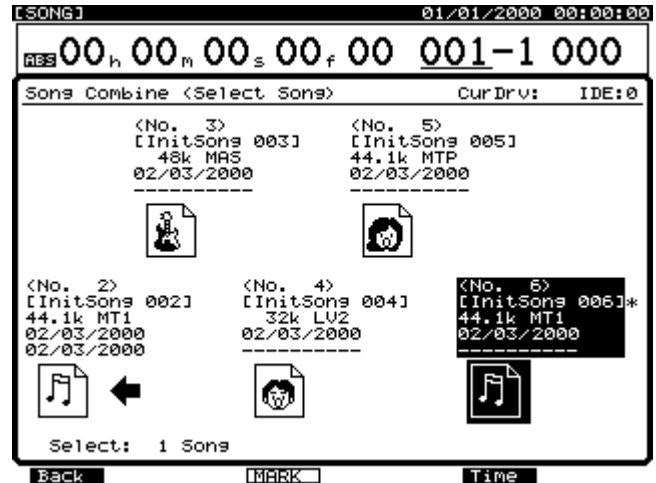 [SONG] 01/01/2000 00:00:00
ABS 00h 00m 00s 00f 00 001-1 000
Song Combine <Select Song> CurDrv: IDE:0
<No. 3> <No. 5>
[InitSong 003] [InitSong 005]
48k MAS 44.1k MTP
02/03/2000 02/03/2000
---------- ----------
<No. 2> <No. 4> <No. 6>
[InitSong 002] [InitSong 004] [InitSong 006]*
44.1k MT1 32k LV2 44.1k MT1
02/03/2000 02/03/2000 02/03/2000
02/03/2000 ---------- ----------
Select: 1 Song
Back MARK Time